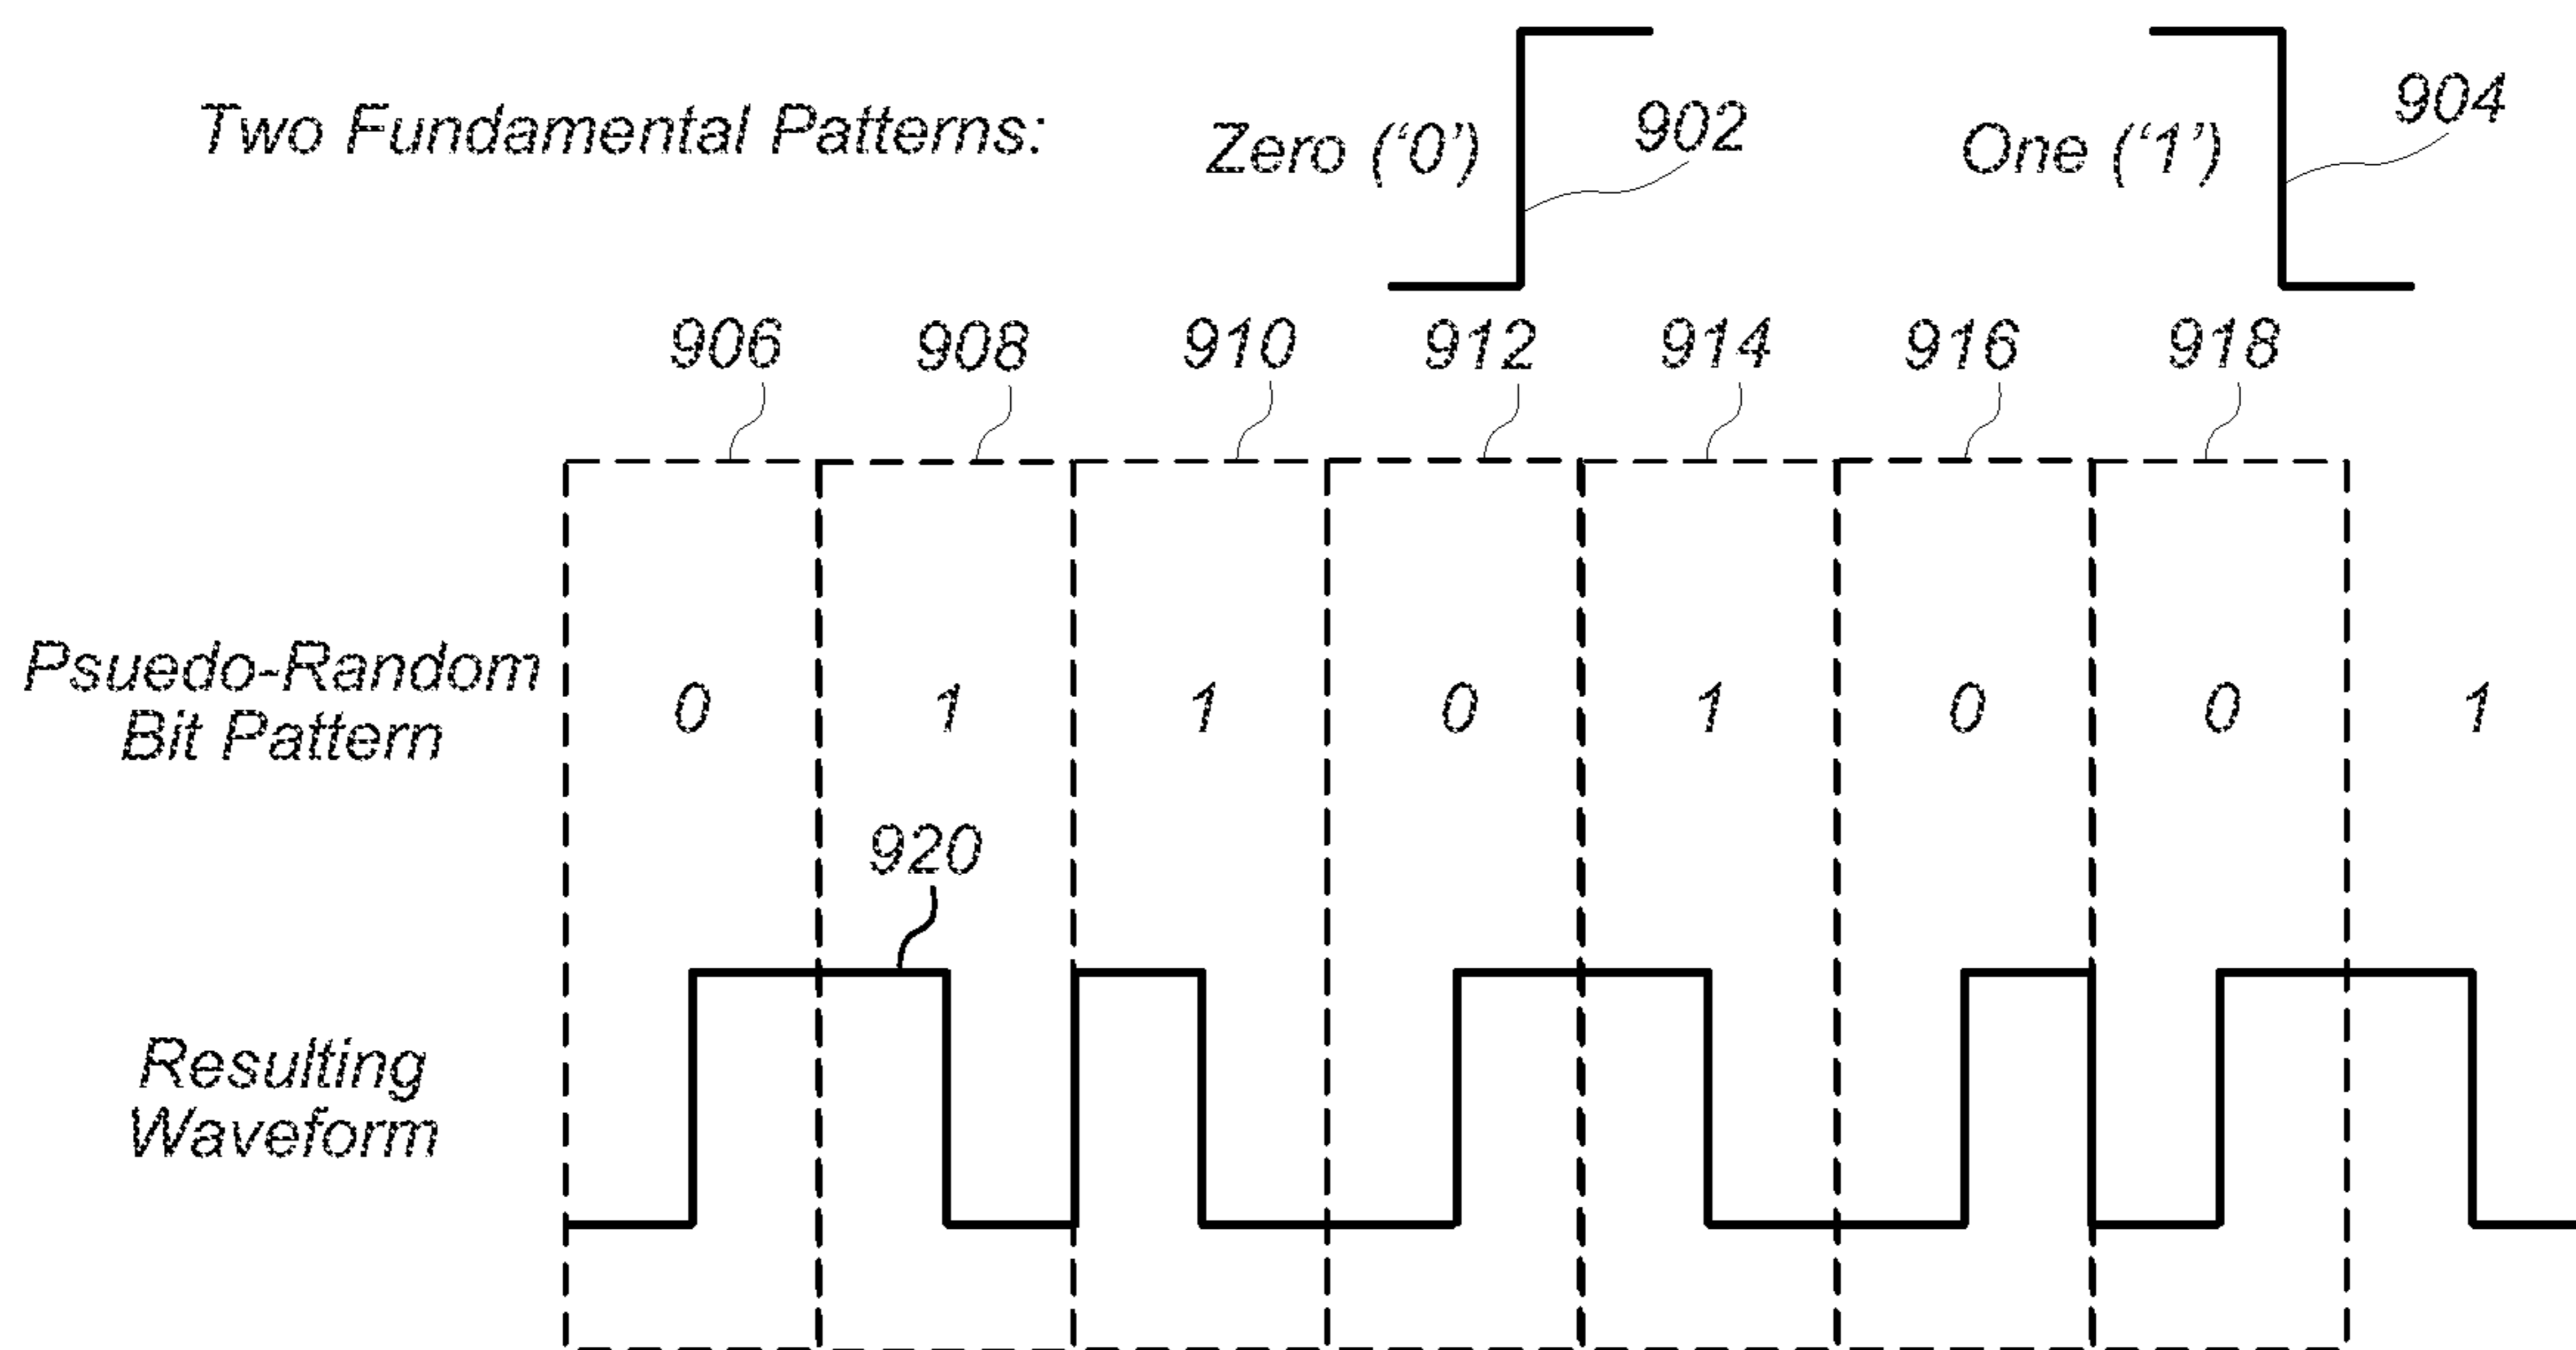 Two Fundamental Patterns:
Zero (‘0’)
902
One (‘1’)
904
906 908 910 912 914 916 918
Psuedo-Random
Bit Pattern
0 1 1 0 1 0 0 1
920
Resulting
Waveform